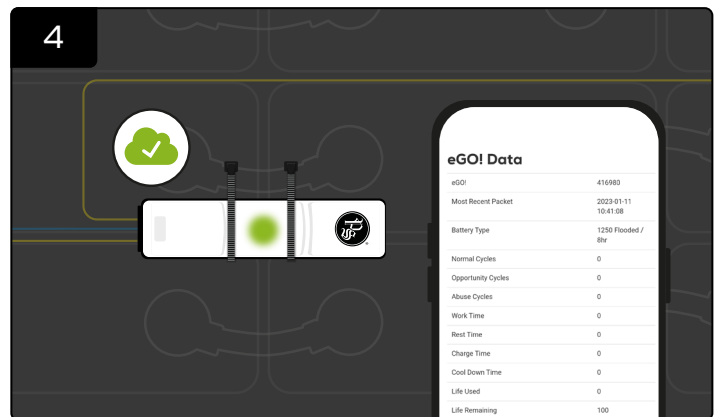 4
eGO! Data
eGO! 416980
Most Recent Packet 2023-01-11
10:41:08
Battery Type 1250 Flooded /
8hr
Normal Cycles 0
Opportunity Cycles 0
Abuse Cycles 0
Work Time 0
Rest Time 0
Charge Time 0
Cool Down Time 0
Life Used 0
Life Remaining 100